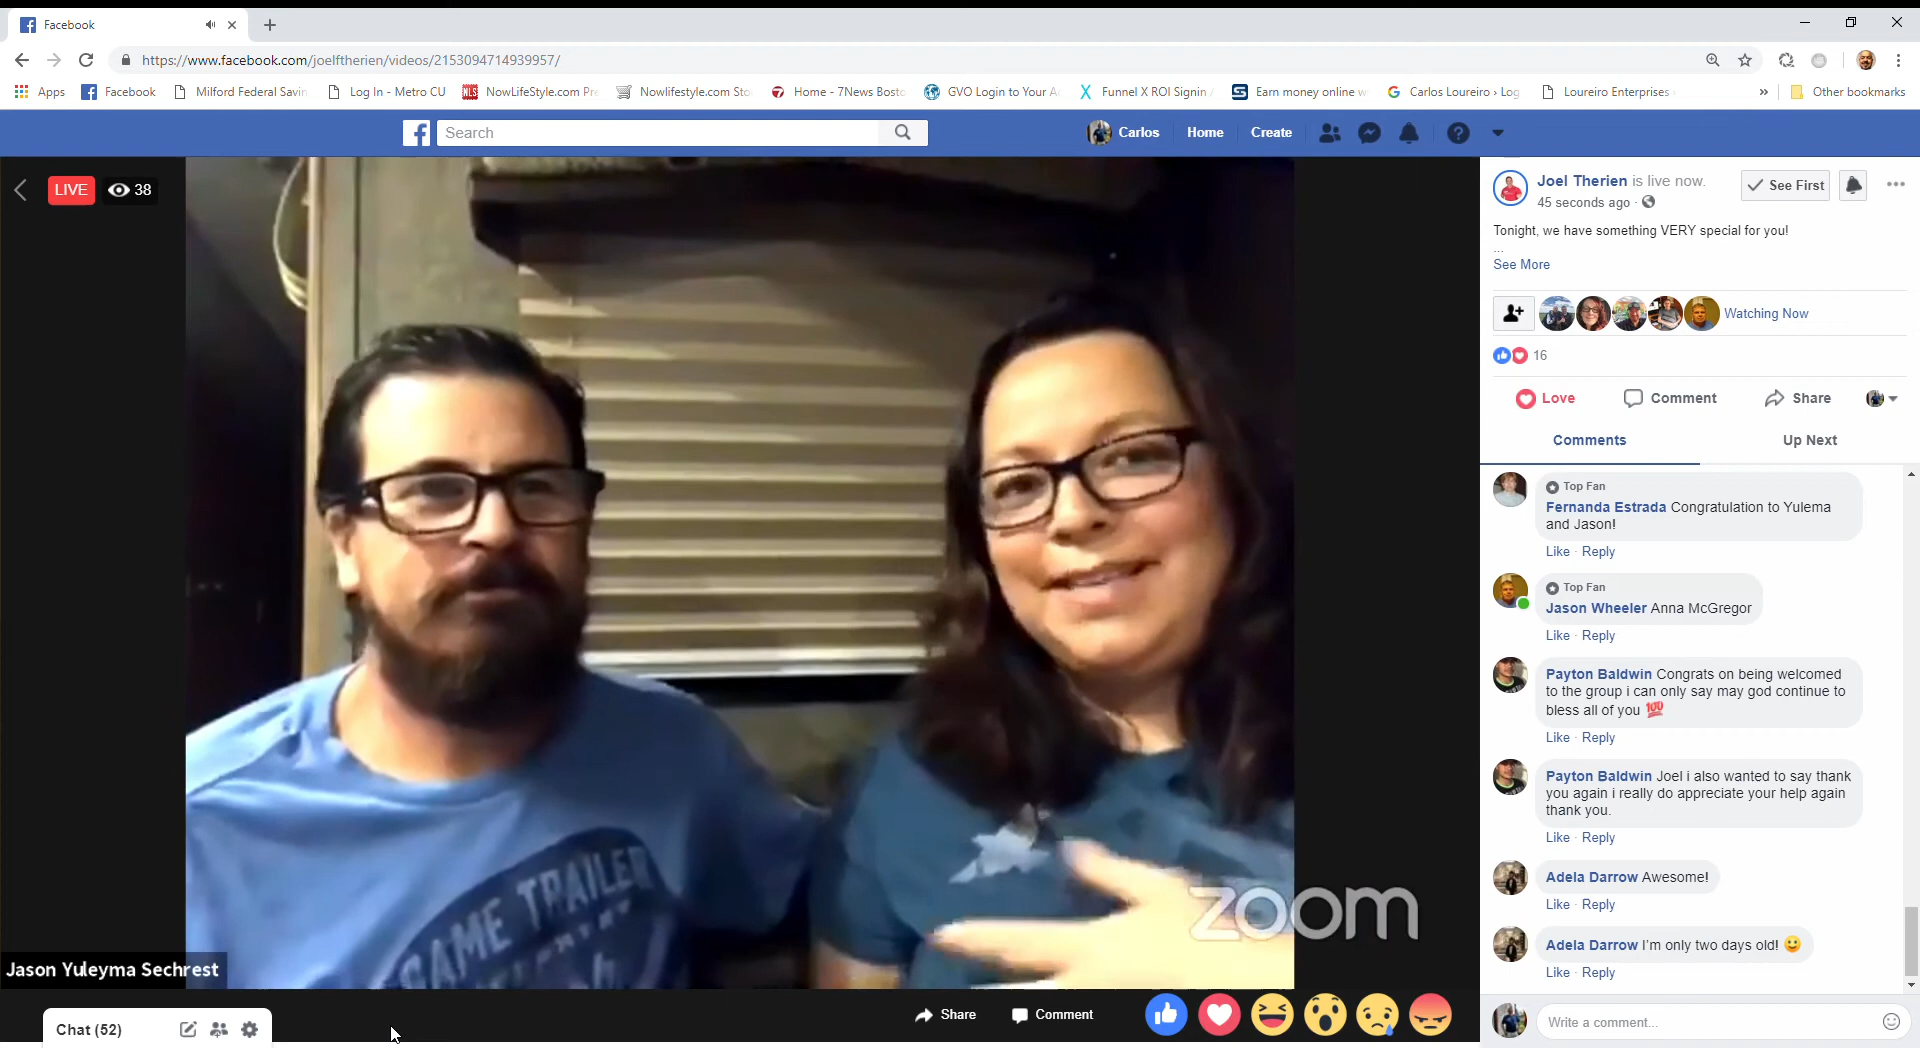 Facebook
https://www.facebook.com/joelftherien/videos/2153094714939957/
Apps Facebook Milford Federal Savin Log In - Metro CU NowLifeStyle.com Pre Nowlifestyle.com Sto 7 Home - 7News Bosto GVO Login to Your A Funnel X ROI Signin Earn money online w Carlos Loureiro › Log Loureiro Enterprises » Other bookmarks
Search Carlos Home Create
LIVE 38
Joel Therien is live now.
45 seconds ago ·
See First
Tonight, we have something VERY special for you!
...
See More
Watching Now
16
Love Comment Share
Comments Up Next
Top Fan
Fernanda Estrada Congratulation to Yulema
and Jason!
Like · Reply
Top Fan
Jason Wheeler Anna McGregor
Like · Reply
Payton Baldwin Congrats on being welcomed
to the group i can only say may god continue to
bless all of you 💯
Like · Reply
Payton Baldwin Joel i also wanted to say thank
you again i really do appreciate your help again
thank you.
Like · Reply
Adela Darrow Awesome!
Like · Reply
Adela Darrow I'm only two days old! 🙂
Like · Reply
Write a comment...
GAME TRAILER
zoom
Jason Yuleyma Sechrest
Share Comment
Chat (52)